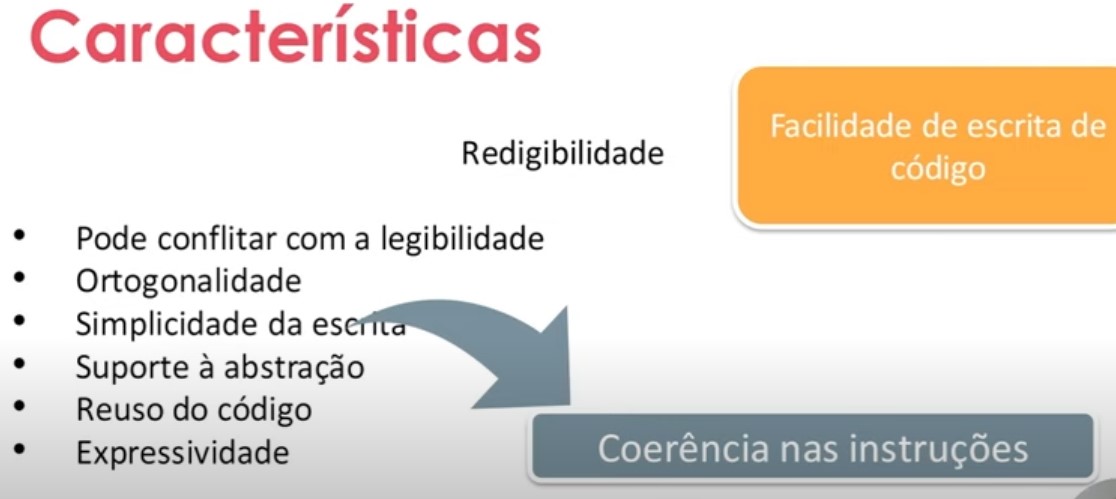 Características
Redigibilidade
Facilidade de escrita de
código
• Pode conflitar com a legibilidade
• Ortogonalidade
• Simplicidade da escrita
• Suporte à abstração
• Reuso do código
• Expressividade
Coerência nas instruções